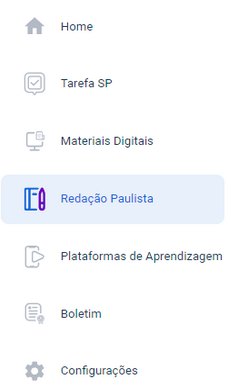 Home
Tarefa SP
Materiais Digitais
Redação Paulista
Plataformas de Aprendizagem
Boletim
Configurações